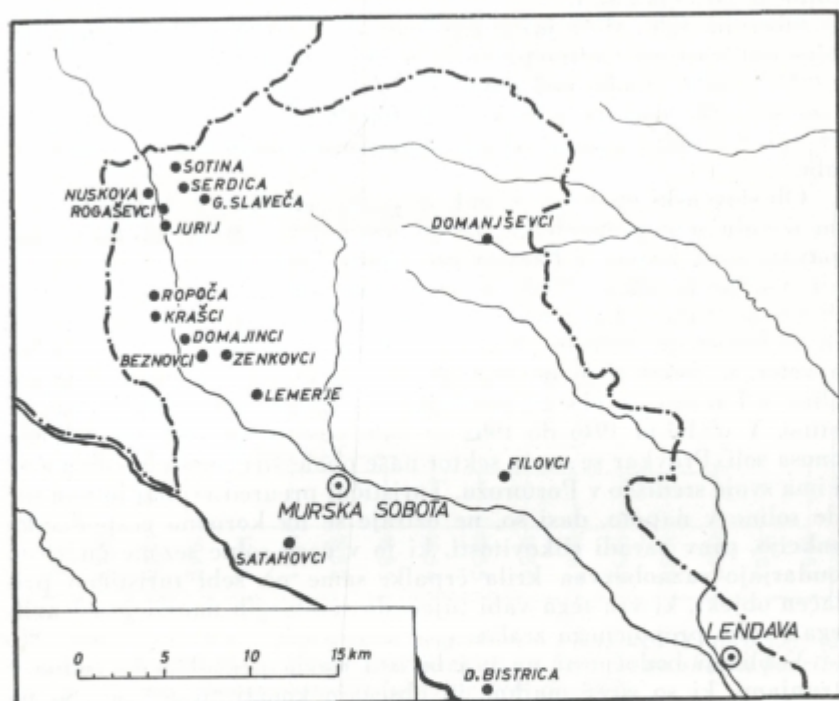 SOTINA
SERDICA
NUSKOVA
G. SLAVEČA
ROGAŠEVCI
JURIJ
DOMANJŠEVCI
ROPOČA
KRAŠCI
DOMAJINCI
BEZNOVCI
ZENKOVCI
LEMERJE
FILOVCI
MURSKA SOBOTA
SATAHOVCI
LENDAVA
0 5 10 15 km
D. BISTRICA